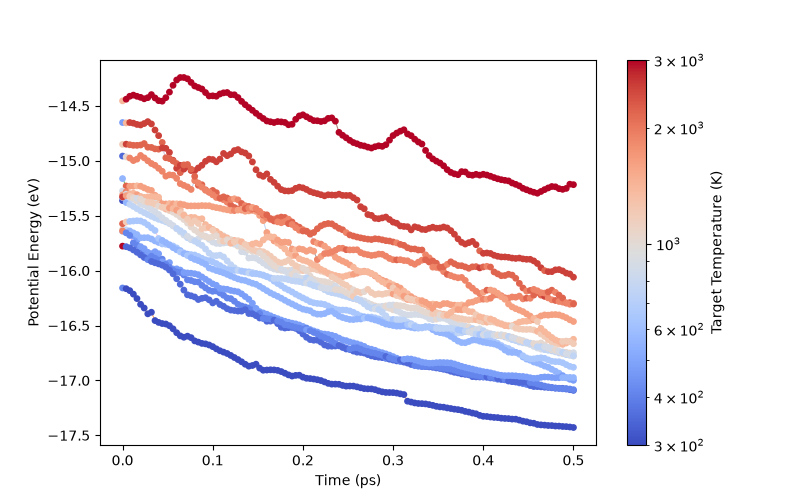 −14.5
−15.0
−15.5
−16.0
−16.5
−17.0
−17.5
Potential Energy (eV)
0.0 0.1 0.2 0.3 0.4 0.5
Time (ps)
3 × 10³
2 × 10³
10³
6 × 10²
4 × 10²
3 × 10²
Target Temperature (K)